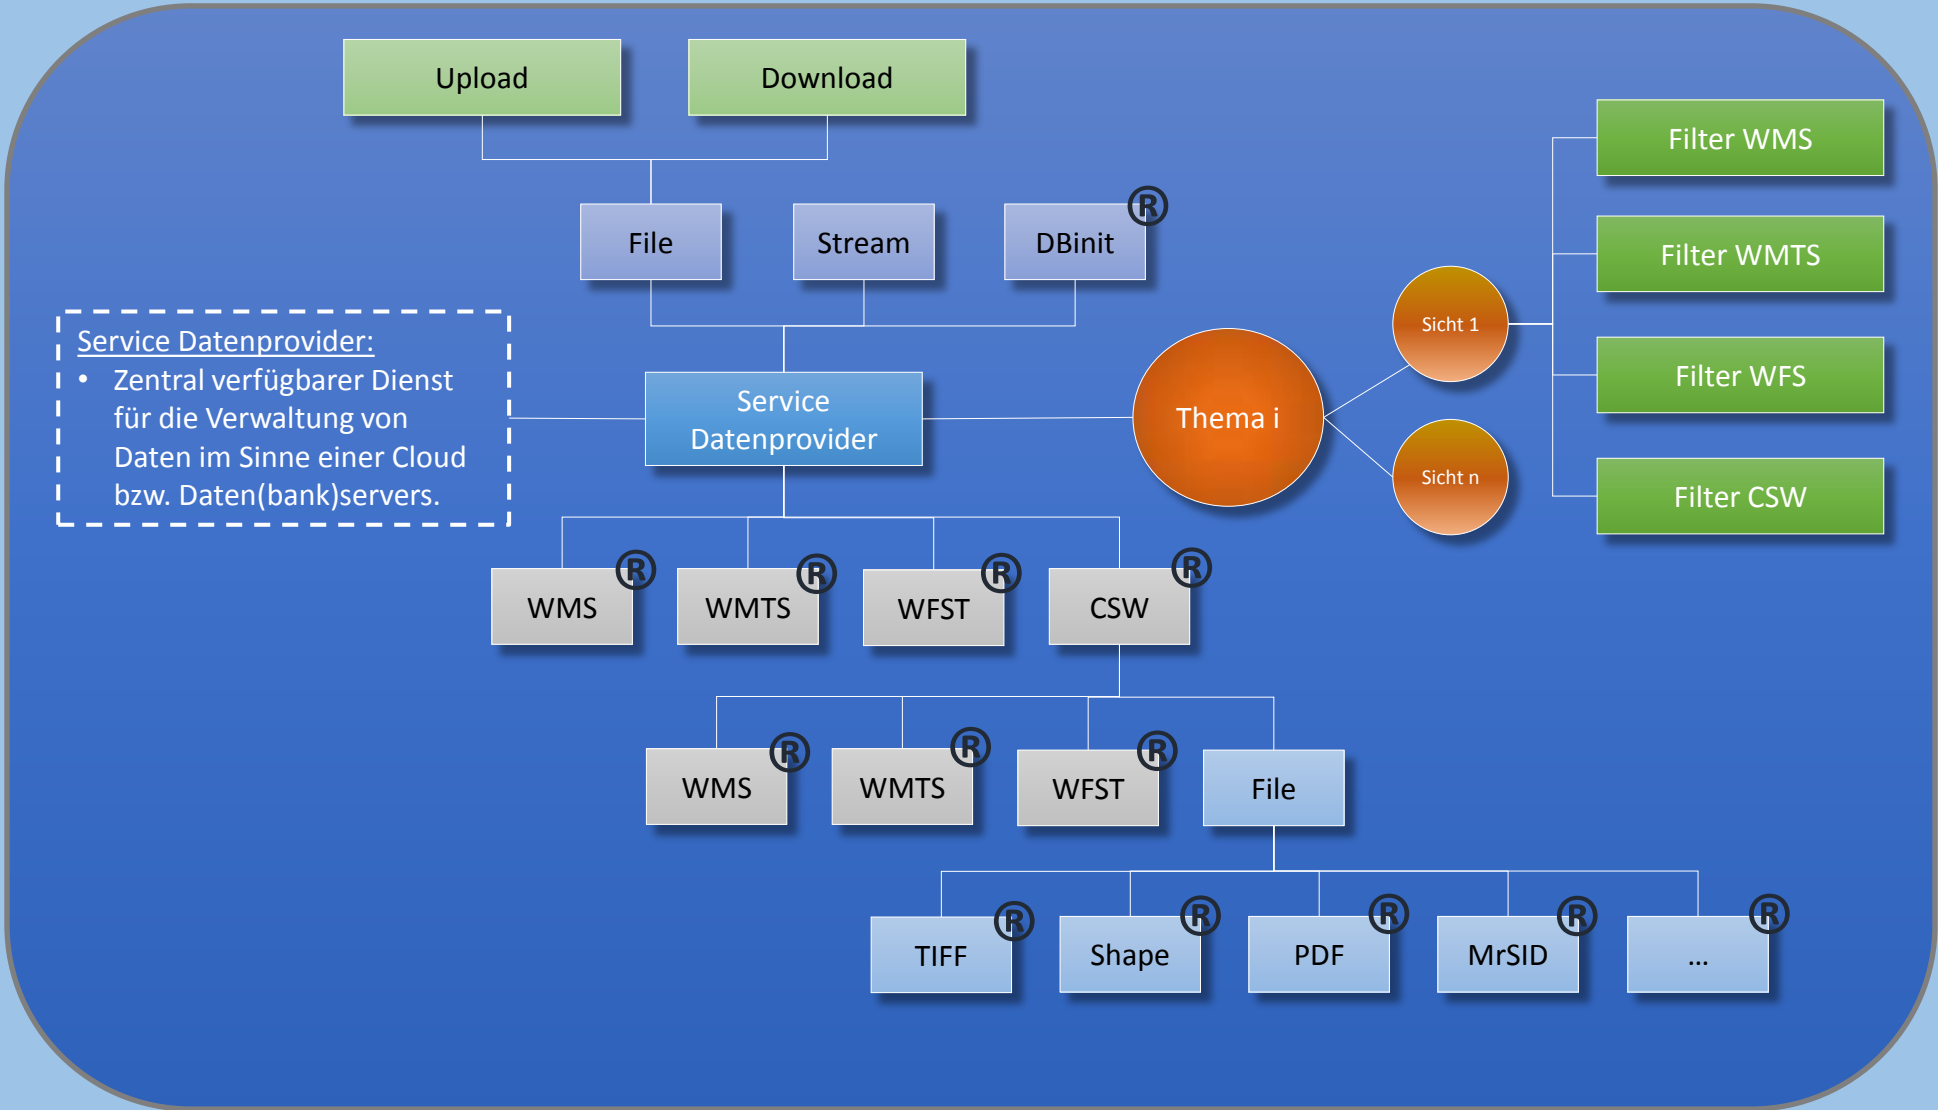 Upload
Download
File
Stream
DBinit
®
Service Datenprovider:
• Zentral verfügbarer Dienst
für die Verwaltung von
Daten im Sinne einer Cloud
bzw. Daten(bank)servers.
Service
Datenprovider
Thema i
Sicht 1
Sicht n
Filter WMS
Filter WMTS
Filter WFS
Filter CSW
WMS
®
WMTS
®
WFST
®
CSW
®
WMS
®
WMTS
®
WFST
®
File
TIFF
®
Shape
®
PDF
®
MrSID
®
...
®